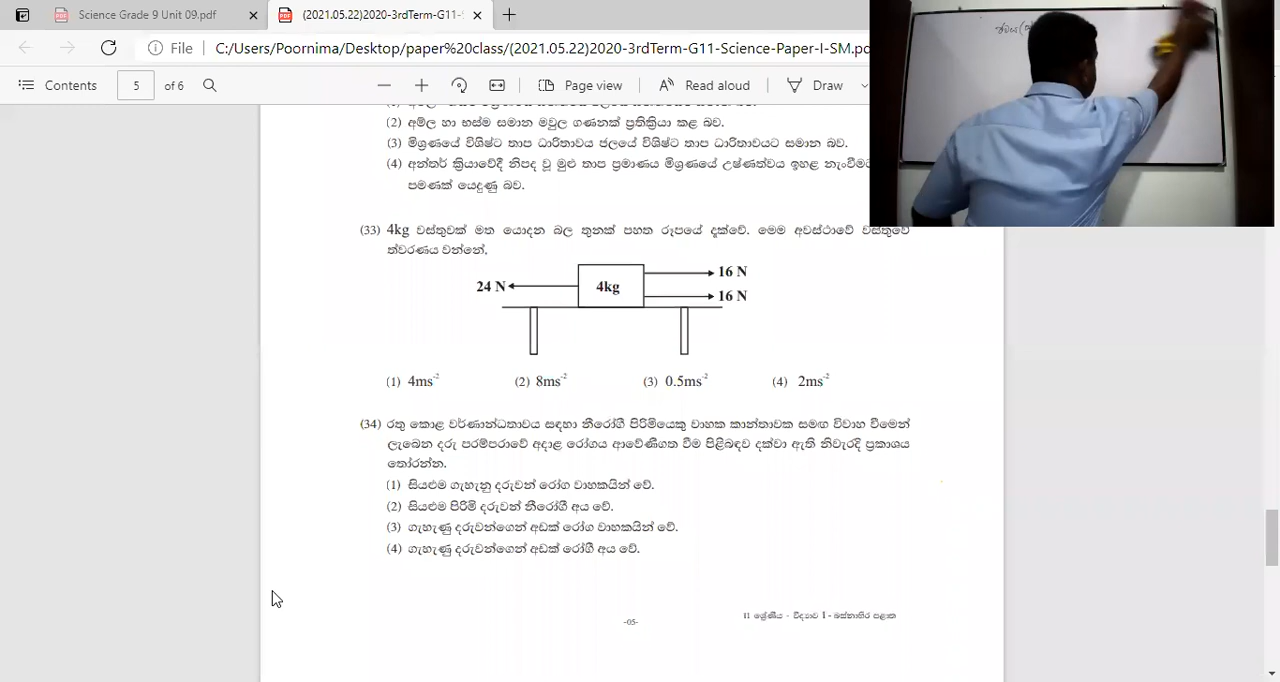 Science Grade 9 Unit 09.pdf
(2021.05.22)2020-3rdTerm-G11-S
File
C:/Users/Poornima/Desktop/paper%20class/(2021.05.22)2020-3rdTerm-G11-Science-Paper-I-SM.pd
Contents
5
of 6
Page view
Read aloud
Draw
(2) අම්ල හා භස්ම සමාන මවුල ගණනක් ප්‍රතික්‍රියා කළ බව.
(3) මිශ්‍රණයේ විශිෂ්ට තාප ධාරිතාවය ජලයේ විශිෂ්ට තාප ධාරිතාවයට සමාන බව.
(4) අන්තර් ක්‍රියාවේදී නිපද වූ මුළු තාප ප්‍රමාණය මිශ්‍රණයේ උෂ්ණත්වය ඉහළ නැංවීමට
පමණක් යෙදුණු බව.
(33) 4kg වස්තුවක් මත යොදන බල තුනක් පහත රූපයේ දැක්වේ. මෙම අවස්ථාවේ වස්තුවේ
ත්වරණය වන්නේ,
24 N
4kg
16 N
16 N
(1) 4ms⁻²
(2) 8ms⁻²
(3) 0.5ms⁻²
(4) 2ms⁻²
(34) රතු කොළ වර්ණාන්ධතාවය සඳහා නීරෝගී පිරිමියෙකු වාහක කාන්තාවක සමඟ විවාහ වීමෙන්
ලැබෙන දරු පරම්පරාවේ අදාළ රෝගය ආවේණිගත වීම පිළිබඳව දක්වා ඇති නිවැරදි ප්‍රකාශය
තෝරන්න.
(1) සියළුම ගැහැනු දරුවන් රෝග වාහකයින් වේ.
(2) සියළුම පිරිමි දරුවන් නීරෝගී අය වේ.
(3) ගැහැණු දරුවන්ගෙන් අඩක් රෝග වාහකයින් වේ.
(4) ගැහැණු දරුවන්ගෙන් අඩක් රෝගී අය වේ.
-05-
11 ශ්‍රේණිය - විද්‍යාව I - බස්නාහිර පළාත